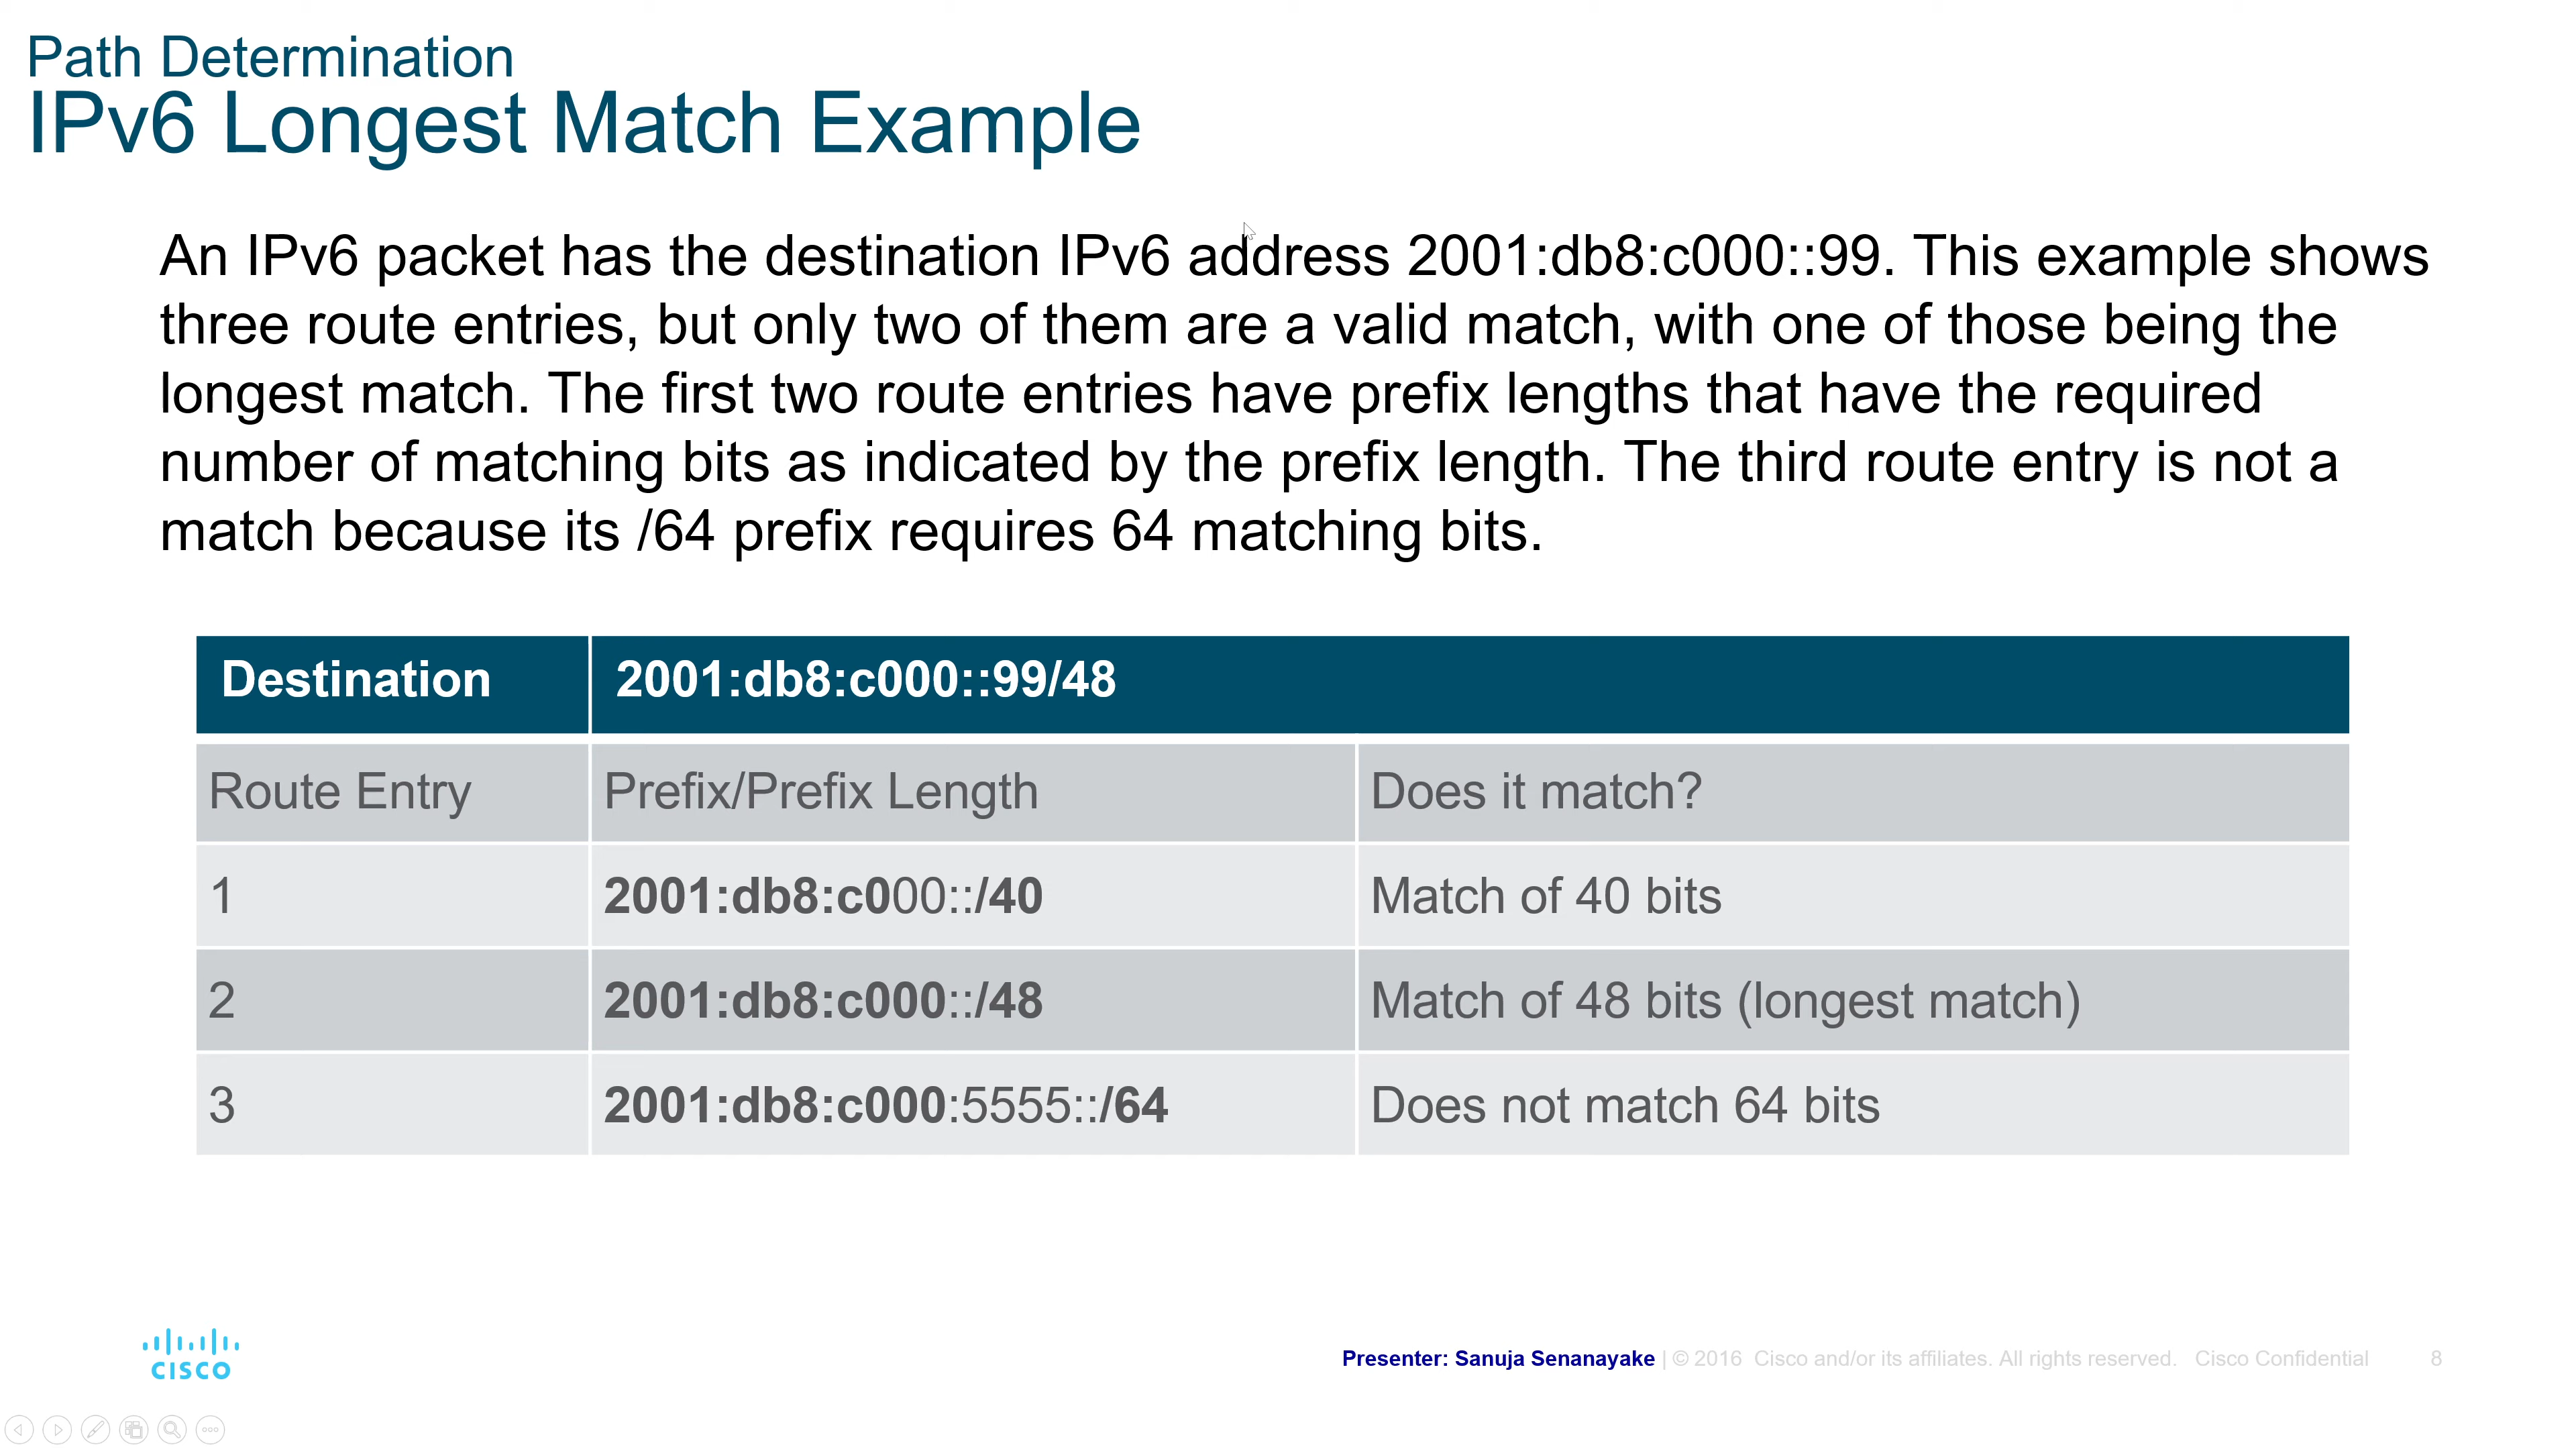 Path Determination
IPv6 Longest Match Example
An IPv6 packet has the destination IPv6 address 2001:db8:c000::99. This example shows
three route entries, but only two of them are a valid match, with one of those being the
longest match. The first two route entries have prefix lengths that have the required
number of matching bits as indicated by the prefix length. The third route entry is not a
match because its /64 prefix requires 64 matching bits.
Destination 2001:db8:c000::99/48
Route Entry Prefix/Prefix Length Does it match?
1 2001:db8:c000::/40 Match of 40 bits
2 2001:db8:c000::/48 Match of 48 bits (longest match)
3 2001:db8:c000:5555::/64 Does not match 64 bits
CISCO
Presenter: Sanuja Senanayake | © 2016 Cisco and/or its affiliates. All rights reserved. Cisco Confidential 8